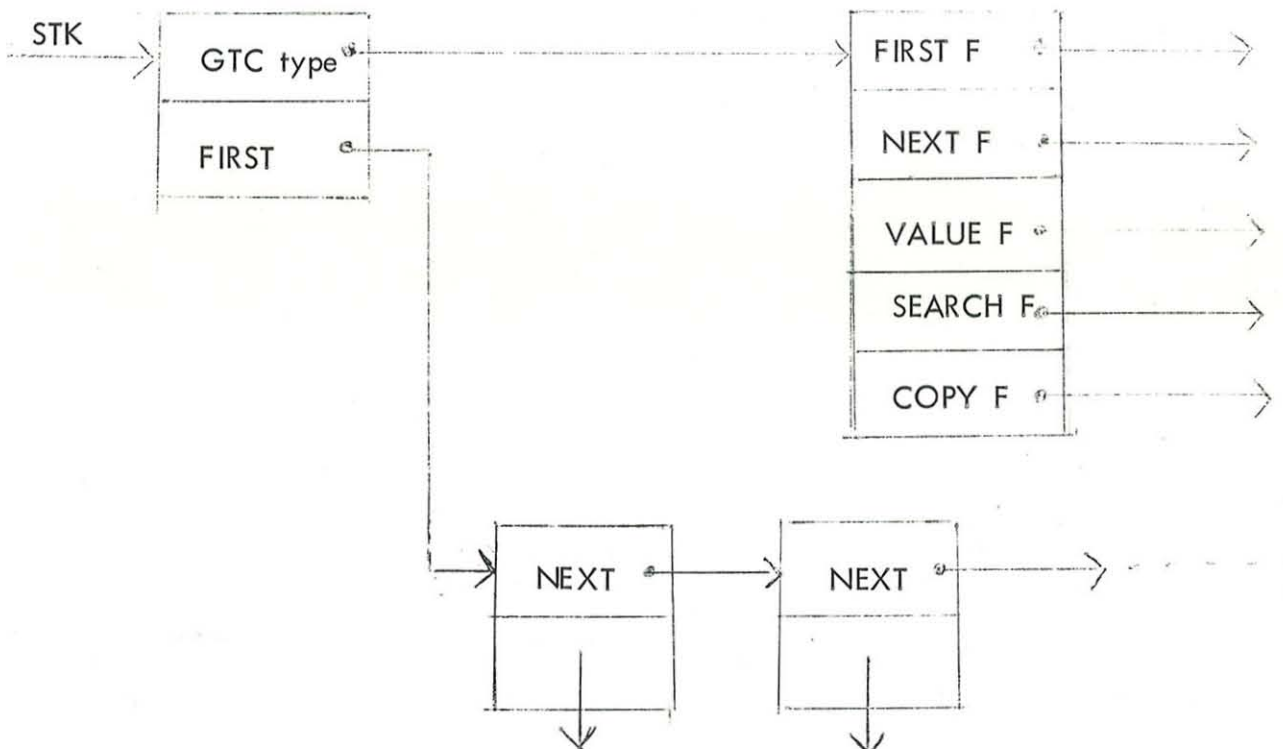 STK
GTC type
FIRST
FIRST F
NEXT F
VALUE F
SEARCH F
COPY F
NEXT
NEXT